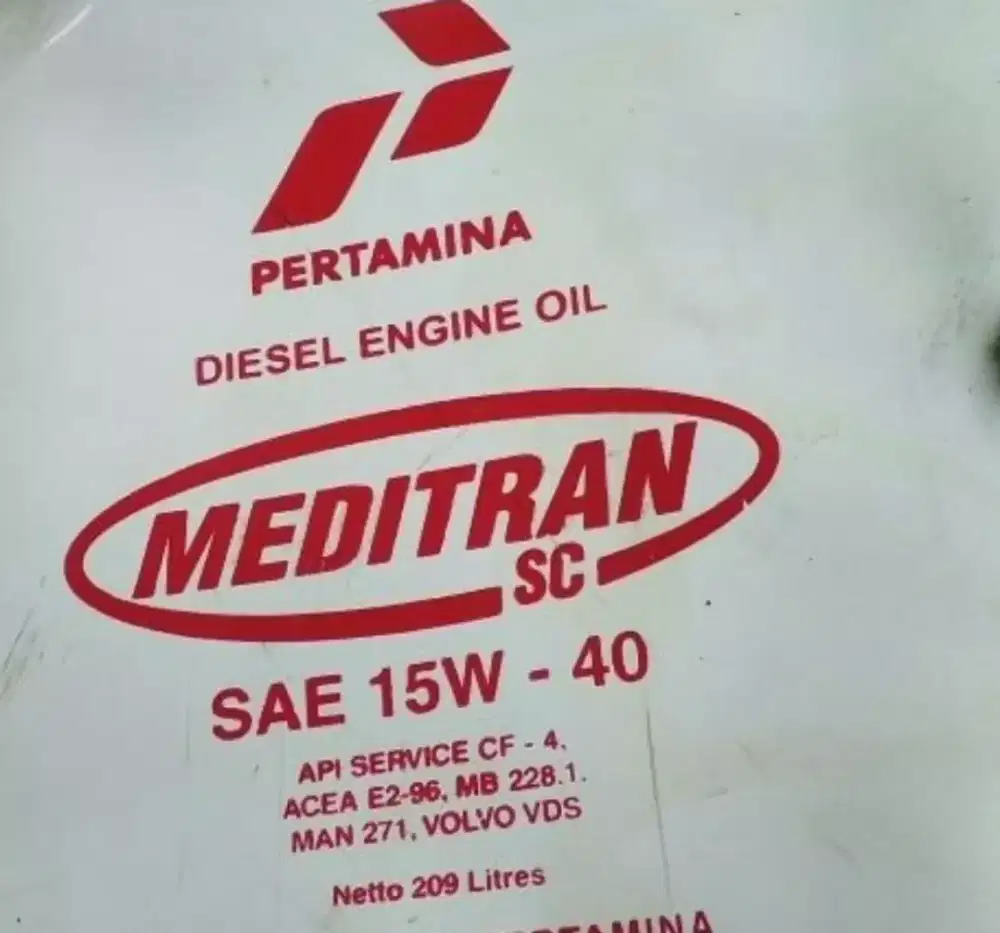 PERTAMINA
DIESEL ENGINE OIL
MEDITRAN
SC
SAE 15W - 40
API SERVICE CF - 4.
ACEA E2-96, MB 228.1.
MAN 271, VOLVO VDS
Netto 209 Litres
PERTAMINA